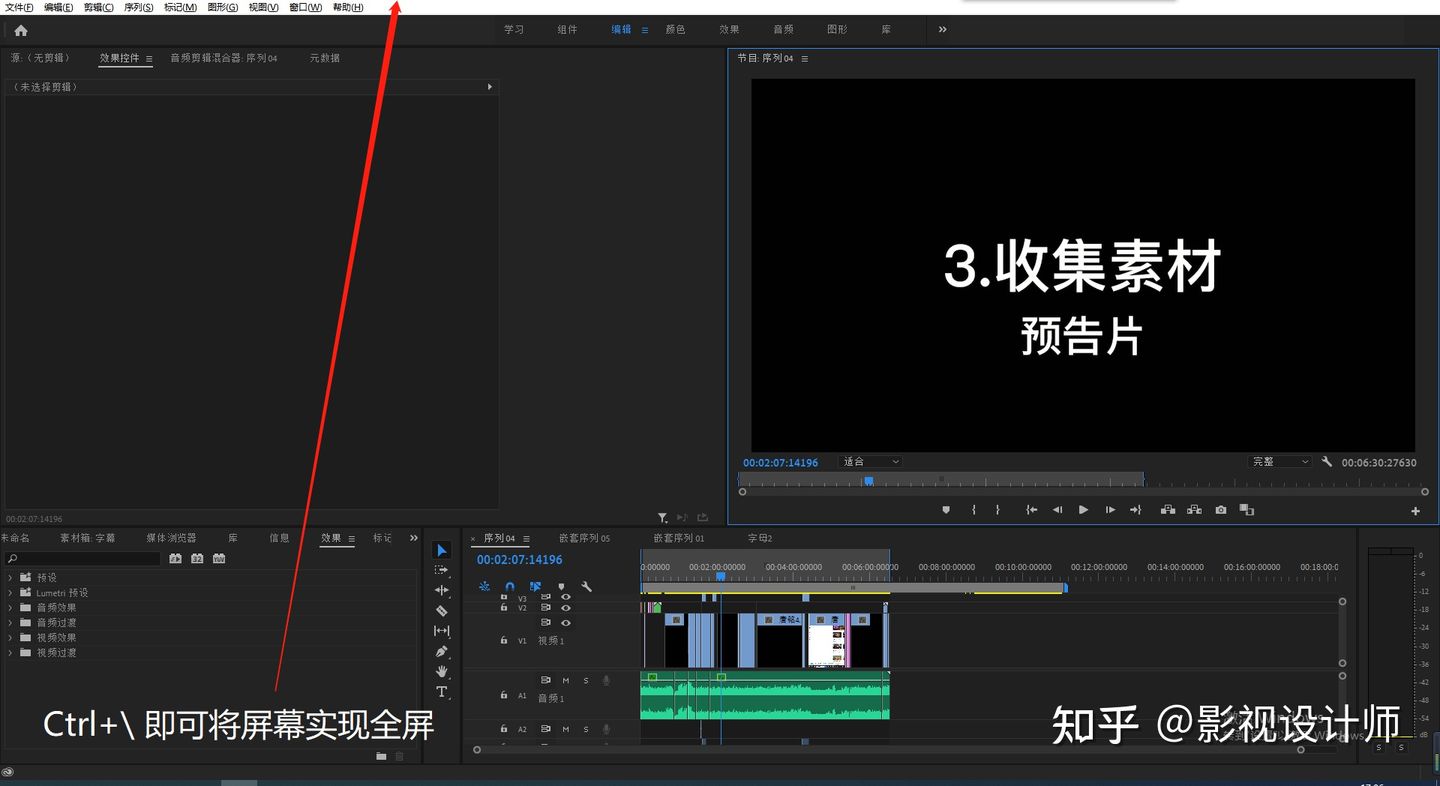 文件(F) 编辑(E) 剪辑(C) 序列(S) 标记(M) 图形(G) 视图(V) 窗口(W) 帮助(H)
学习 组件 编辑 颜色 效果 音频 图形 库
源:（无剪辑） 效果控件 音频剪辑混合器: 序列 04 元数据
节目: 序列 04
（未选择剪辑）
3.收集素材
预告片
00:02:07:14196 适合 完整 00:06:30:27630
00:02:07:14196
未命名 素材箱: 字幕 媒体浏览器 库 信息 效果 标记
序列 04 嵌套序列 05 嵌套序列 01 字母2
00:02:07:14196
:0:00000 00:02:00:00000 00:04:00:00000 00:06:00:00000 00:08:00:00000 00:10:00:00000 00:12:00:00000 00:14:00:00000 00:16:00:00000 00:18:00:0
预设
Lumetri 预设
音频效果
音频过渡
视频效果
视频过渡
V3
V2
V1 视频 1
M S
A1 音频 1
A2 M S
0
-6
-12
-18
-24
-30
-36
-42
-48
-54
dB
S S
Ctrl+\ 即可将屏幕实现全屏
知乎 @影视设计师